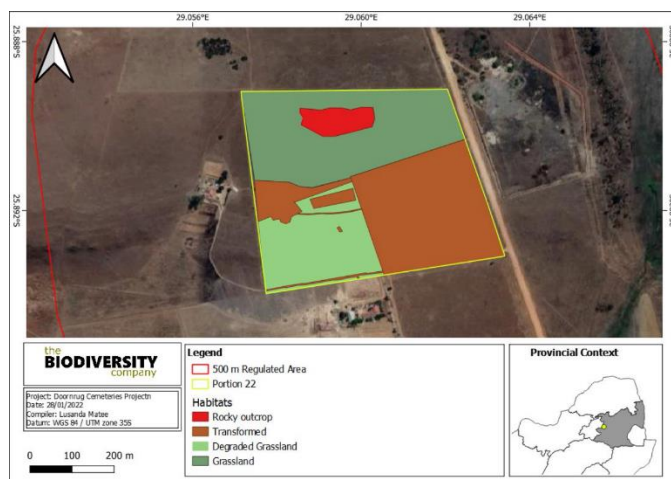 29.056°E 29.060°E 29.064°E
25.888°S
25.892°S
the
BIODIVERSITY
company
Project: Doornrug Cemeteries Projectn
Date: 28/01/2022
Compiler: Lusanda Matee
Datum: WGS 84 / UTM zone 35S
0 100 200 m
Legend
500 m Regulated Area
Portion 22
Habitats
Rocky outcrop
Transformed
Degraded Grassland
Grassland
Provincial Context